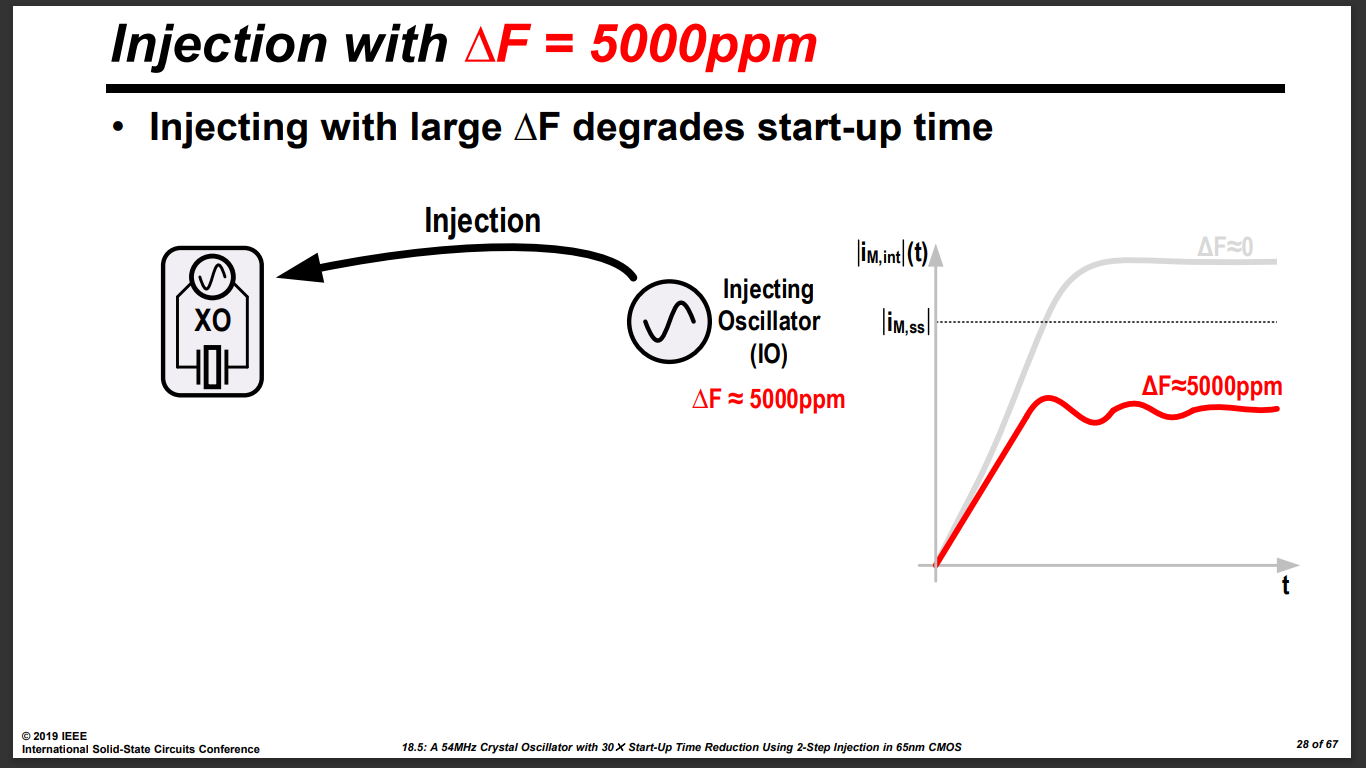 Injection with ΔF = 5000ppm
• Injecting with large ΔF degrades start-up time
Injection
XO
Injecting
Oscillator
(IO)
ΔF ≈ 5000ppm
|iM,int|(t)
ΔF≈0
|iM,ss|
ΔF≈5000ppm
t
© 2019 IEEE
International Solid-State Circuits Conference
18.5: A 54MHz Crystal Oscillator with 30✕ Start-Up Time Reduction Using 2-Step Injection in 65nm CMOS
28 of 67